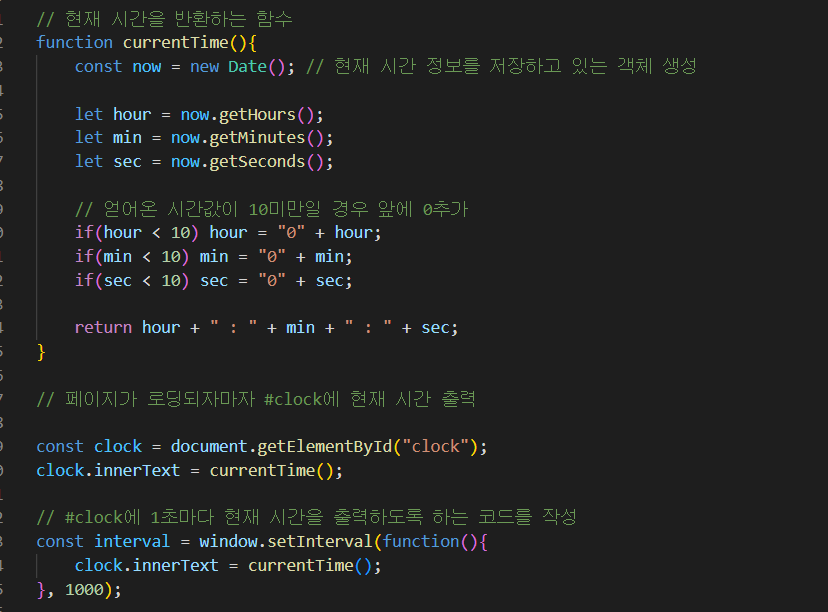 // 현재 시간을 반환하는 함수
function currentTime(){
const now = new Date(); // 현재 시간 정보를 저장하고 있는 객체 생성
let hour = now.getHours();
let min = now.getMinutes();
let sec = now.getSeconds();
// 얻어온 시간값이 10미만일 경우 앞에 0추가
if(hour < 10) hour = "0" + hour;
if(min < 10) min = "0" + min;
if(sec < 10) sec = "0" + sec;
return hour + " : " + min + " : " + sec;
}
// 페이지가 로딩되자마자 #clock에 현재 시간 출력
const clock = document.getElementById("clock");
clock.innerText = currentTime();
// #clock에 1초마다 현재 시간을 출력하도록 하는 코드를 작성
const interval = window.setInterval(function(){
clock.innerText = currentTime();
}, 1000);